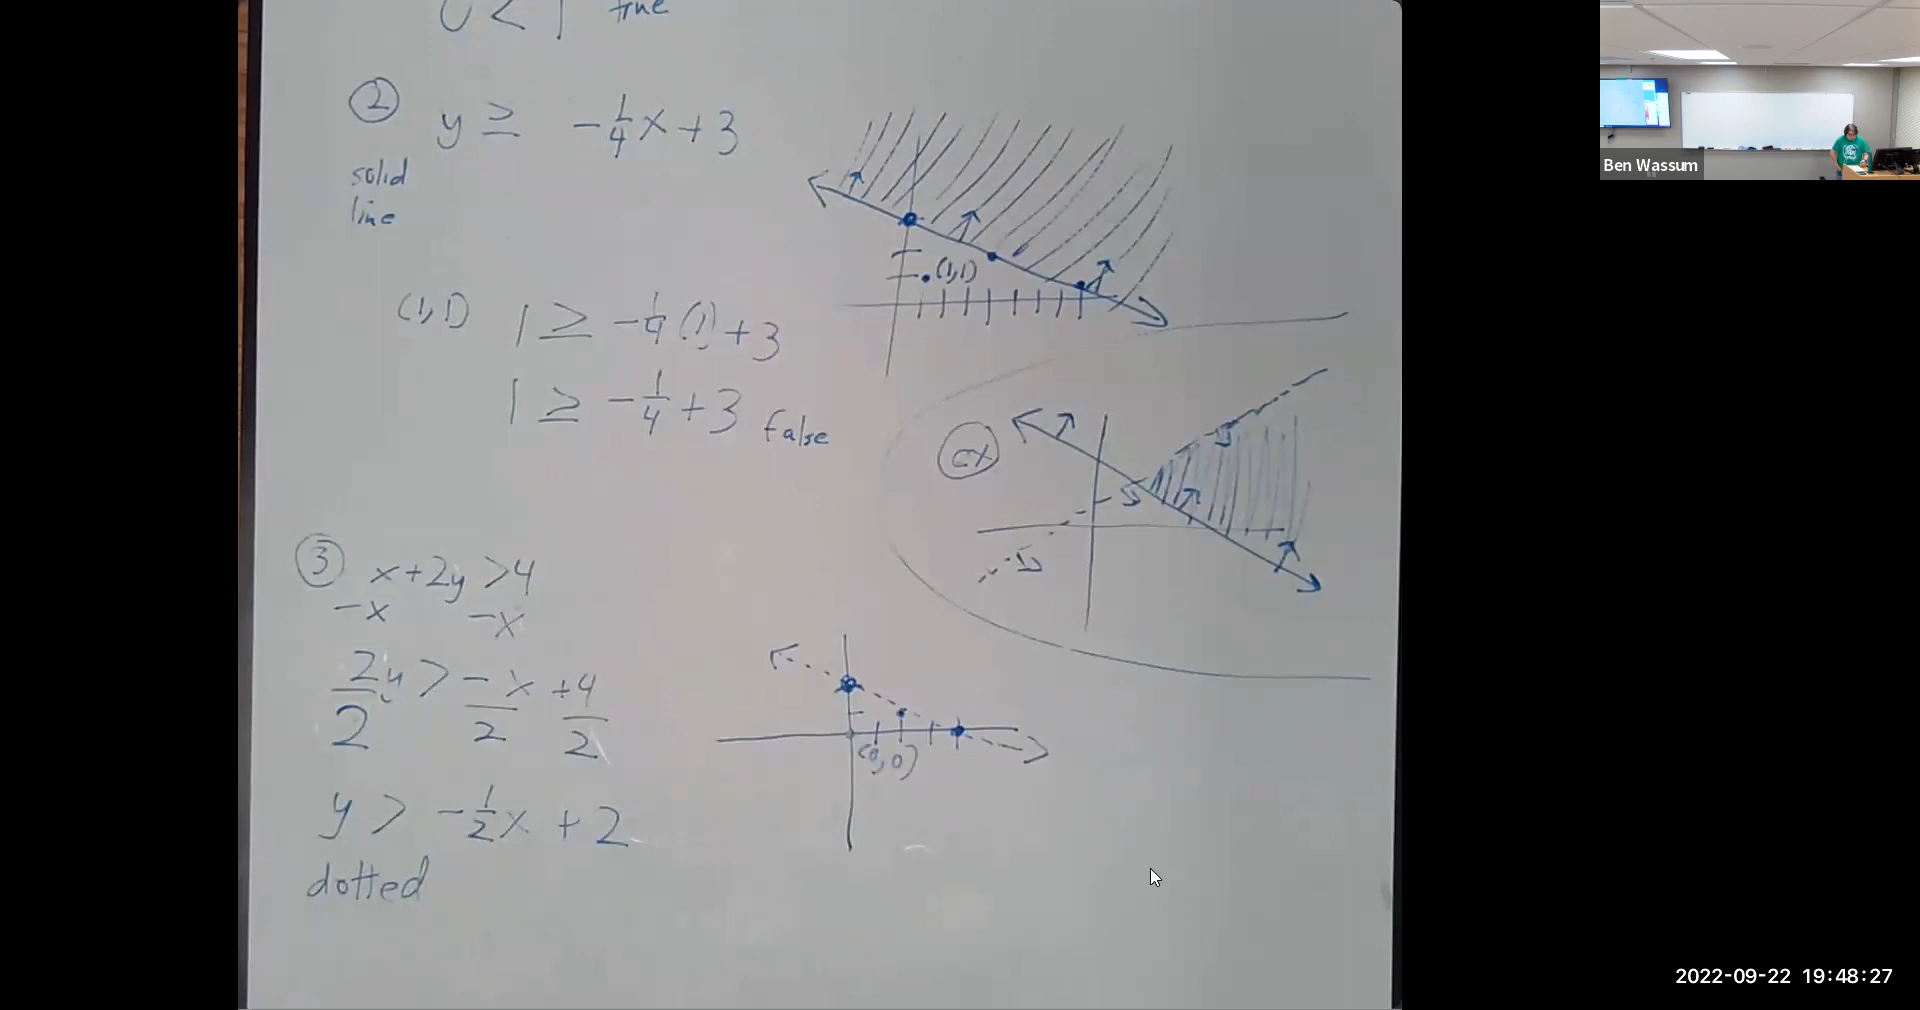 0 < 1 true
② y ≥ -1/4x + 3
solid
line
(1,1)
(1,1) 1 ≥ -1/4(1) + 3
1 ≥ -1/4 + 3 false
ex
③ x + 2y > 4
-x -x
2y/2 > -x/2 + 4/2
(0,0)
y > -1/2x + 2
dotted
Ben Wassum
2022-09-22 19:48:27